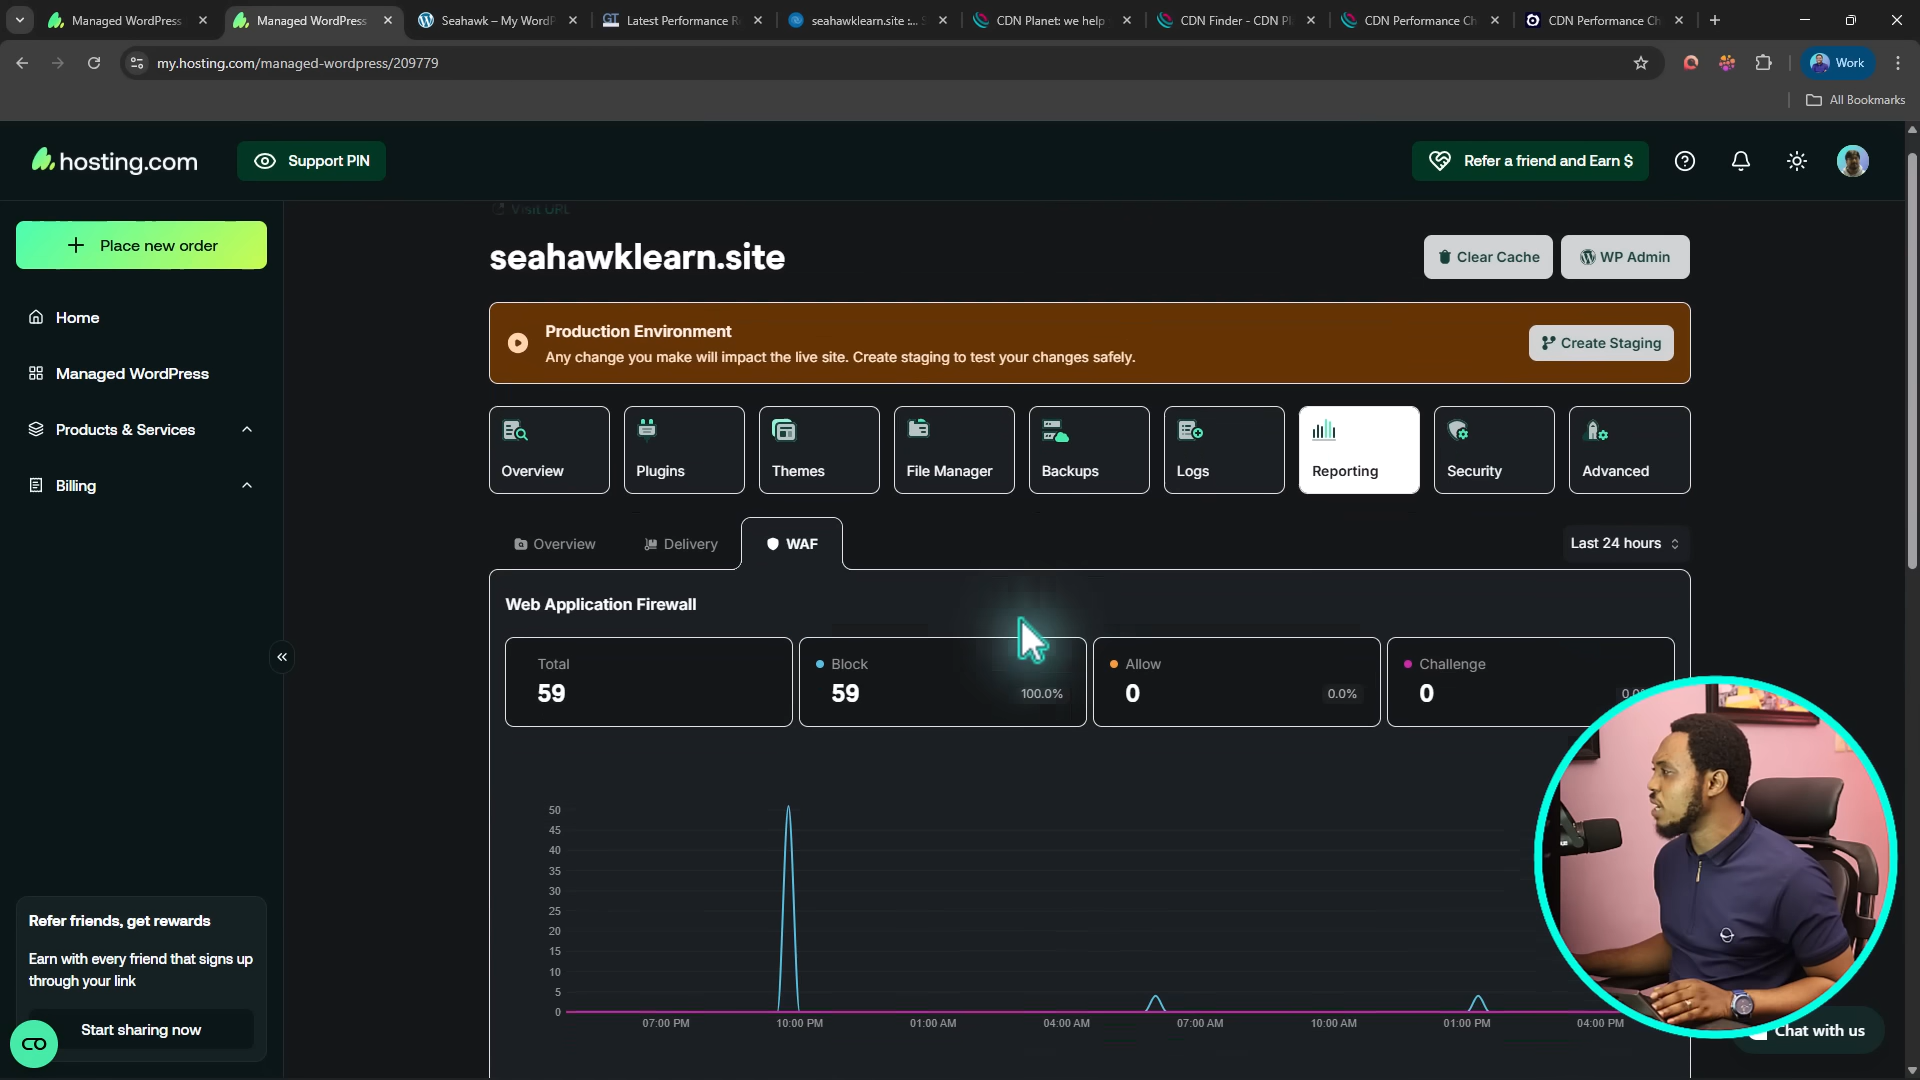 Managed WordPress
Managed WordPress
Seahawk – My WordP
Latest Performance R
seahawklearn.site :...
CDN Planet: we help
CDN Finder - CDN Pl
CDN Performance Ch
CDN Performance Ch
my.hosting.com/managed-wordpress/209779
Work
All Bookmarks
hosting.com
Support PIN
Refer a friend and Earn $
Place new order
Home
Managed WordPress
Products & Services
Billing
Visit URL
seahawklearn.site
Clear Cache
WP Admin
Production Environment
Any change you make will impact the live site. Create staging to test your changes safely.
Create Staging
Overview
Plugins
Themes
File Manager
Backups
Logs
Reporting
Security
Advanced
Overview
Delivery
WAF
Last 24 hours
Web Application Firewall
Total
59
Block
59
100.0%
Allow
0
0.0%
Challenge
0
50
45
40
35
30
25
20
15
10
5
0
07:00 PM
10:00 PM
01:00 AM
04:00 AM
07:00 AM
10:00 AM
01:00 PM
04:00 PM
Refer friends, get rewards
Earn with every friend that signs up
through your link
Start sharing now
Chat with us